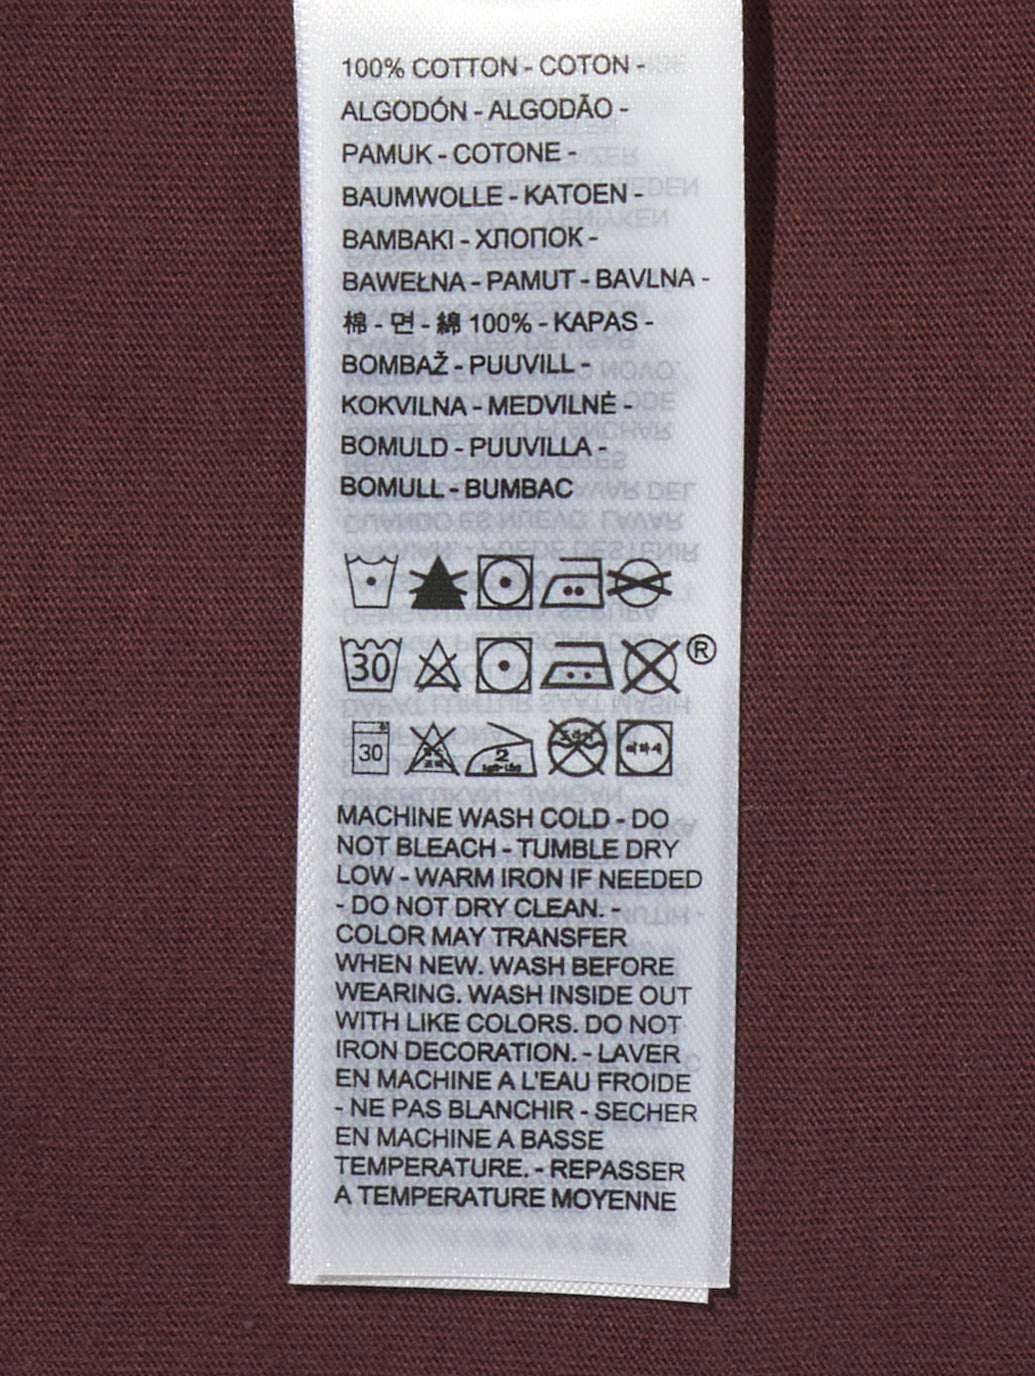 100% COTTON - COTON -
ALGODÓN - ALGODÃO -
PAMUK - COTONE -
BAUMWOLLE - KATOEN -
BAMBAKI - ХЛОПОК -
BAWEŁNA - PAMUT - BAVLNA -
棉 - 면 - 綿 100% - KAPAS -
BOMBAŽ - PUUVILL -
KOKVILNA - MEDVILNĖ -
BOMULD - PUUVILLA -
BOMULL - BUMBAC
30 ®
30 2
MACHINE WASH COLD - DO
NOT BLEACH - TUMBLE DRY
LOW - WARM IRON IF NEEDED
- DO NOT DRY CLEAN. -
COLOR MAY TRANSFER
WHEN NEW. WASH BEFORE
WEARING. WASH INSIDE OUT
WITH LIKE COLORS. DO NOT
IRON DECORATION. - LAVER
EN MACHINE A L'EAU FROIDE
- NE PAS BLANCHIR - SECHER
EN MACHINE A BASSE
TEMPERATURE. - REPASSER
A TEMPERATURE MOYENNE